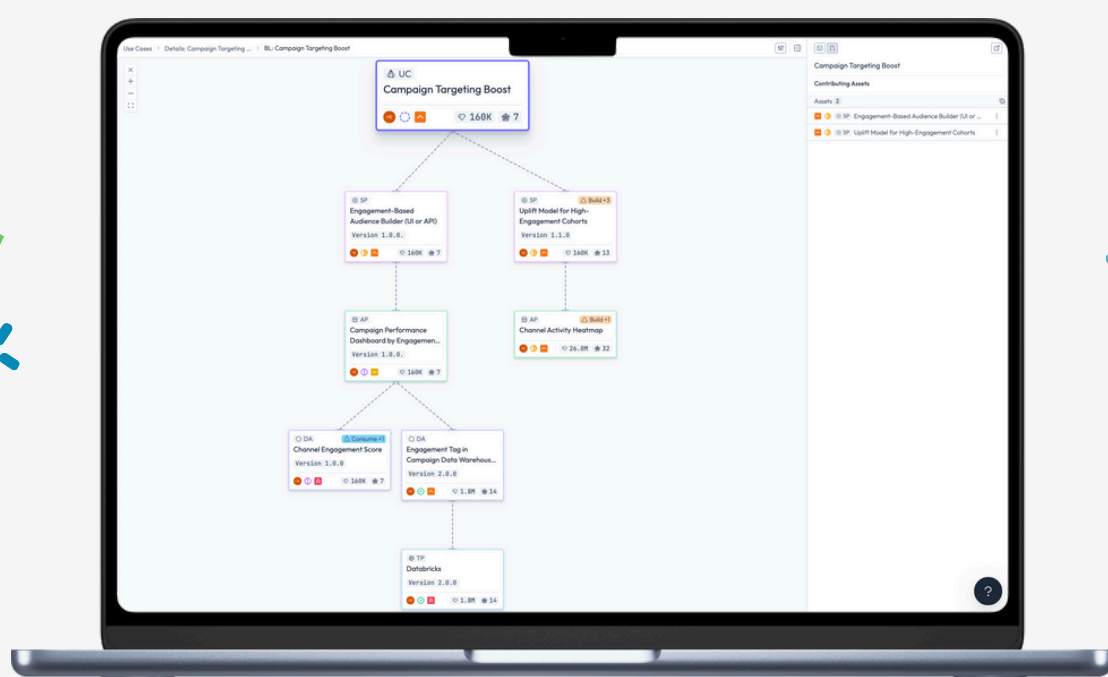 Use Cases > Details: Campaign Targeting ... > BL: Campaign Targeting Boost
UC
Campaign Targeting Boost
160K 7
SP
Engagement-Based
Audience Builder (UI or API)
Version 1.0.0.
160K 7
SP Build +3
Uplift Model for High-
Engagement Cohorts
Version 1.1.0
160K 13
AP
Campaign Performance
Dashboard by Engagemen...
Version 1.0.0.
160K 7
AP Build +1
Channel Activity Heatmap
26.0M 32
DA Consume +1
Channel Engagement Score
Version 1.0.0
160K 7
DA
Engagement Tag in
Campaign Data Warehous...
Version 2.0.0
1.8M 14
TP
Databricks
Version 2.0.0
1.8M 14
Campaign Targeting Boost
Contributing Assets
Assets 2
SP Engagement-Based Audience Builder (UI or ...
SP Uplift Model for High-Engagement Cohorts
?